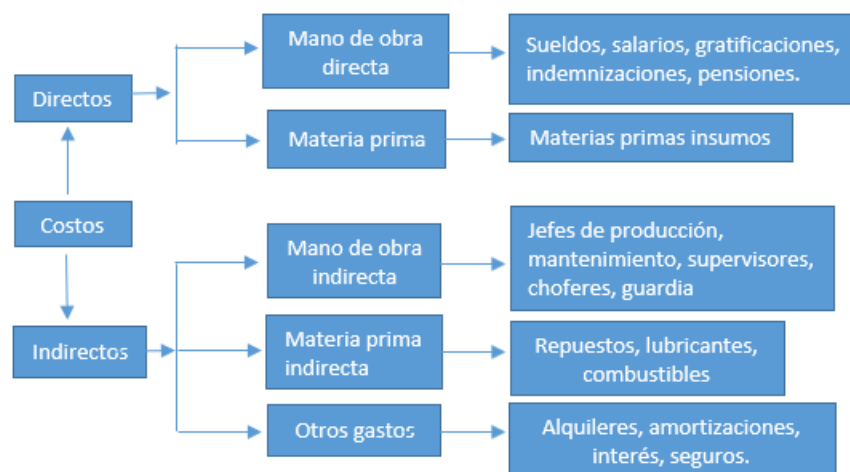 Mano de obra
directa
Sueldos, salarios, gratificaciones,
indemnizaciones, pensiones.
Directos
Materia prima
Materias primas insumos
Costos
Mano de obra
indirecta
Jefes de producción,
mantenimiento, supervisores,
choferes, guardia
Indirectos
Materia prima
indirecta
Repuestos, lubricantes,
combustibles
Otros gastos
Alquileres, amortizaciones,
interés, seguros.